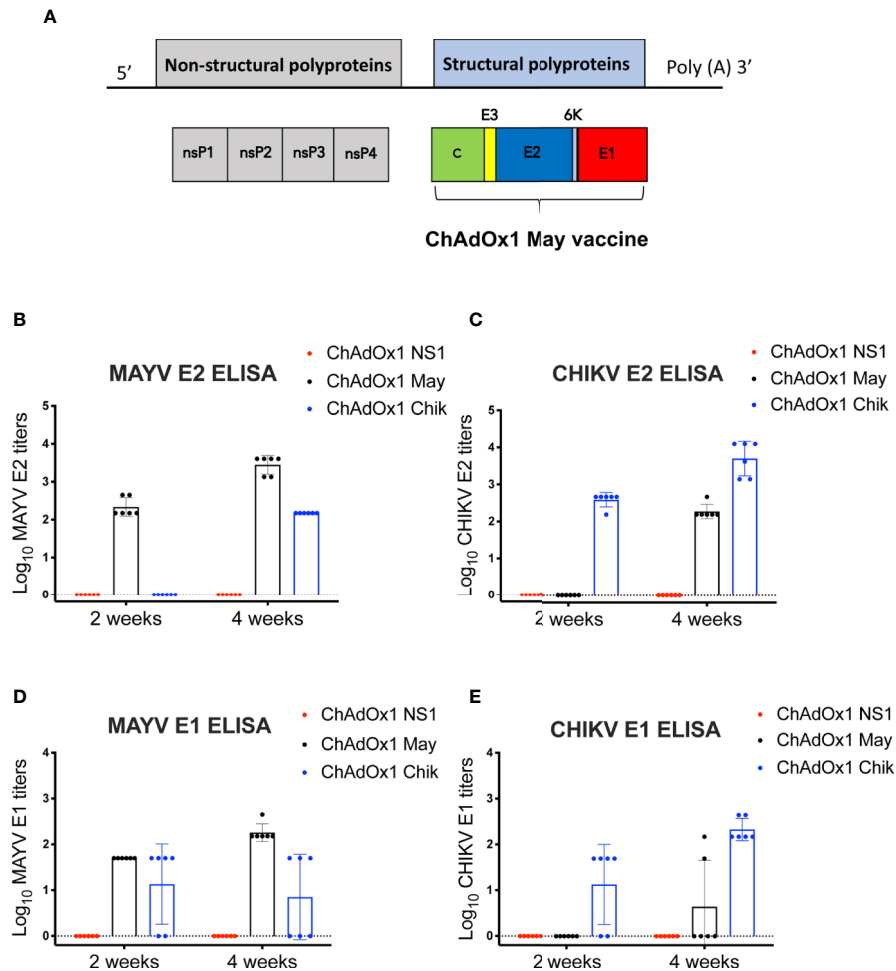 A
5′ Non-structural polyproteins Structural polyproteins Poly (A) 3′
E3 6K
nsP1 nsP2 nsP3 nsP4 C E2 E1
ChAdOx1 May vaccine
B
MAYV E2 ELISA
ChAdOx1 NS1
ChAdOx1 May
ChAdOx1 Chik
Log10 MAYV E2 titers
5
4
3
2
1
0
2 weeks 4 weeks
C
CHIKV E2 ELISA
ChAdOx1 NS1
ChAdOx1 May
ChAdOx1 Chik
Log10 CHIKV E2 titers
5
4
3
2
1
0
2 weeks 4 weeks
D
MAYV E1 ELISA
ChAdOx1 NS1
ChAdOx1 May
ChAdOx1 Chik
Log10 MAYV E1 titers
4
3
2
1
0
2 weeks 4 weeks
E
CHIKV E1 ELISA
ChAdOx1 NS1
ChAdOx1 May
ChAdOx1 Chik
Log10 CHIKV E1 titers
4
3
2
1
0
2 weeks 4 weeks